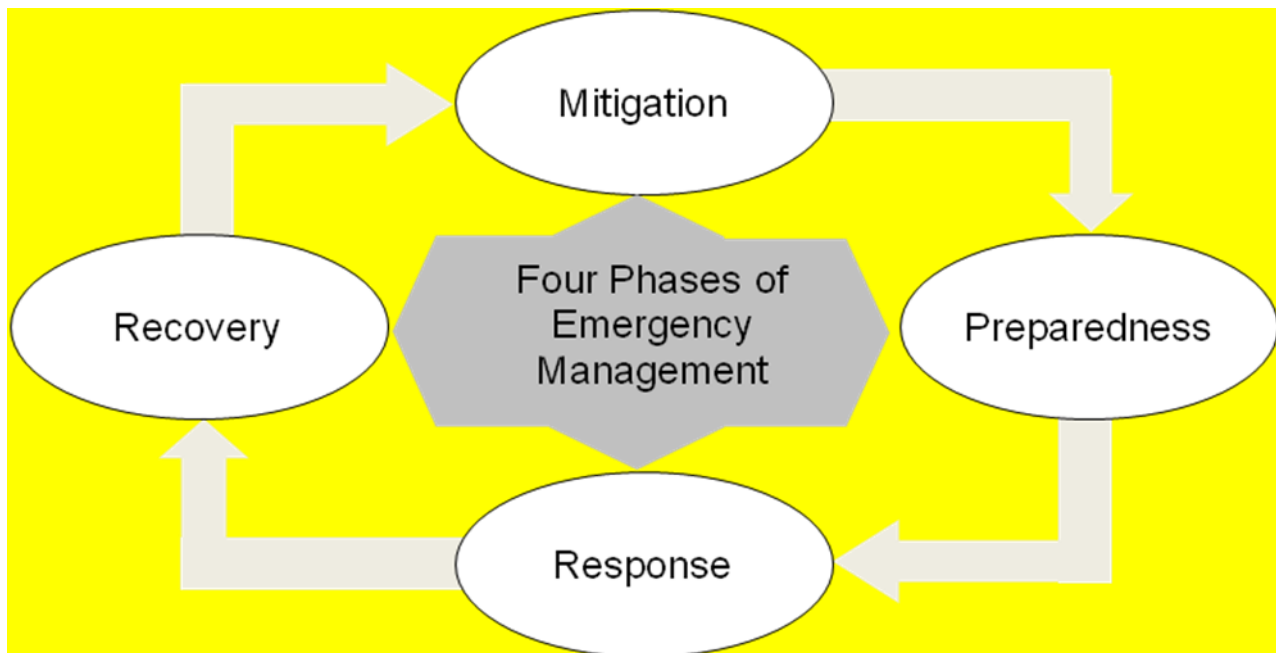 Mitigation
Four Phases of
Emergency
Management
Recovery
Preparedness
Response